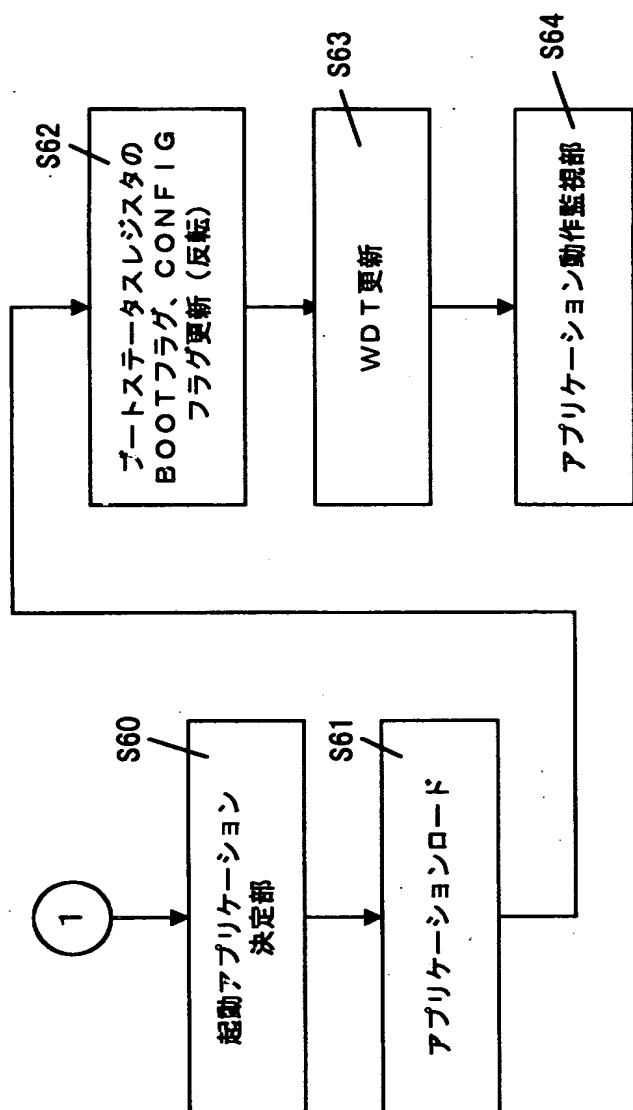 1
S60
起動アプリケーション
決定部
S61
アプリケーションロード
S62
ブートステータスレジスタの
BOOTフラグ、CONFIG
フラグ更新（反転）
S63
WDT更新
S64
アプリケーション動作監視部